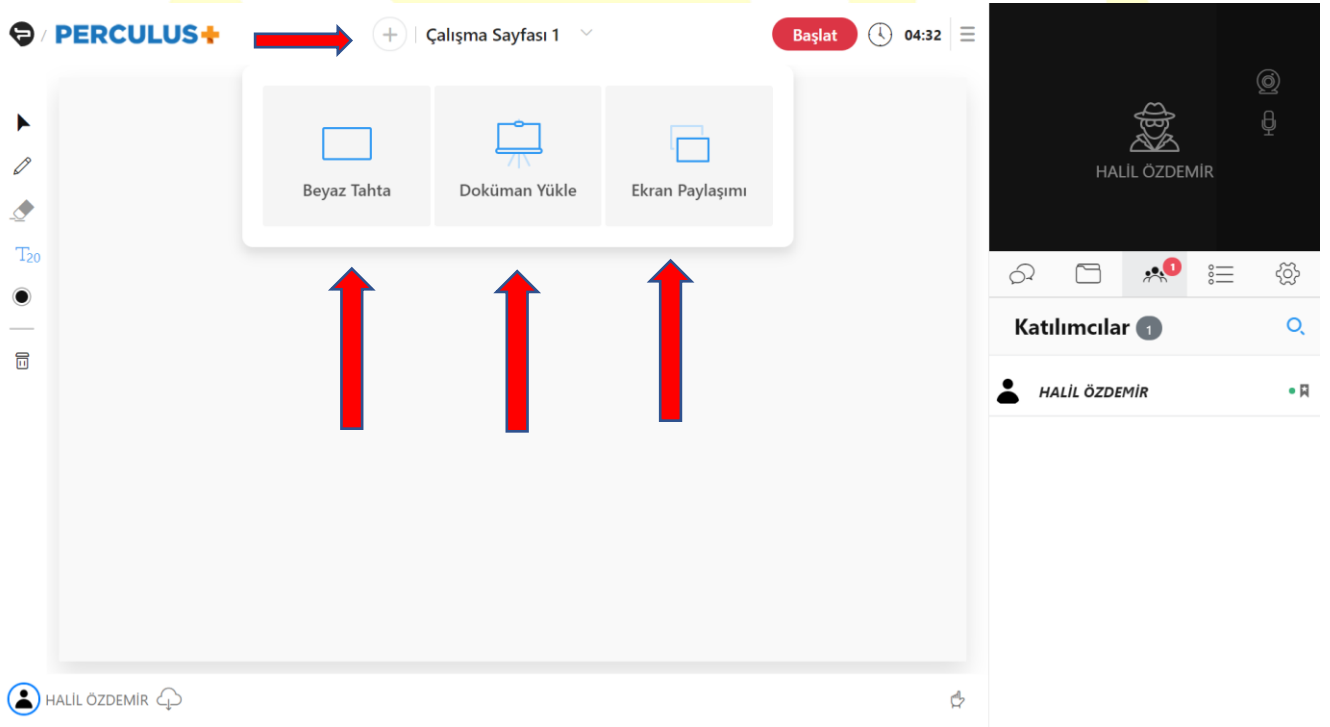 / PERCULUS+
Çalışma Sayfası 1
Başlat
04:32
Beyaz Tahta
Doküman Yükle
Ekran Paylaşımı
T20
HALİL ÖZDEMİR
1
Katılımcılar 1
HALİL ÖZDEMİR
HALİL ÖZDEMİR